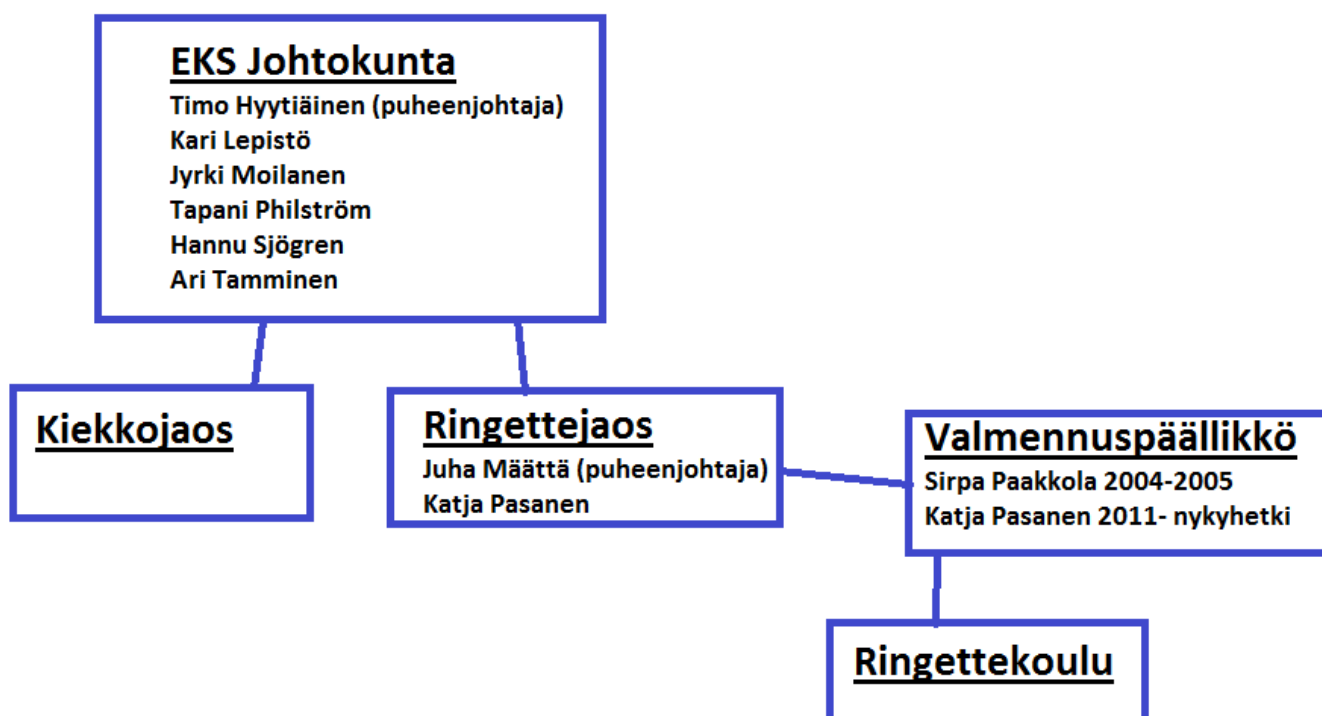 EKS Johtokunta
Timo Hyytiäinen (puheenjohtaja)
Kari Lepistö
Jyrki Moilanen
Tapani Philström
Hannu Sjögren
Ari Tamminen
Kiekkojaos
Ringettejaos
Juha Määttä (puheenjohtaja)
Katja Pasanen
Valmennuspäällikkö
Sirpa Paakkola 2004-2005
Katja Pasanen 2011- nykyhetki
Ringettekoulu